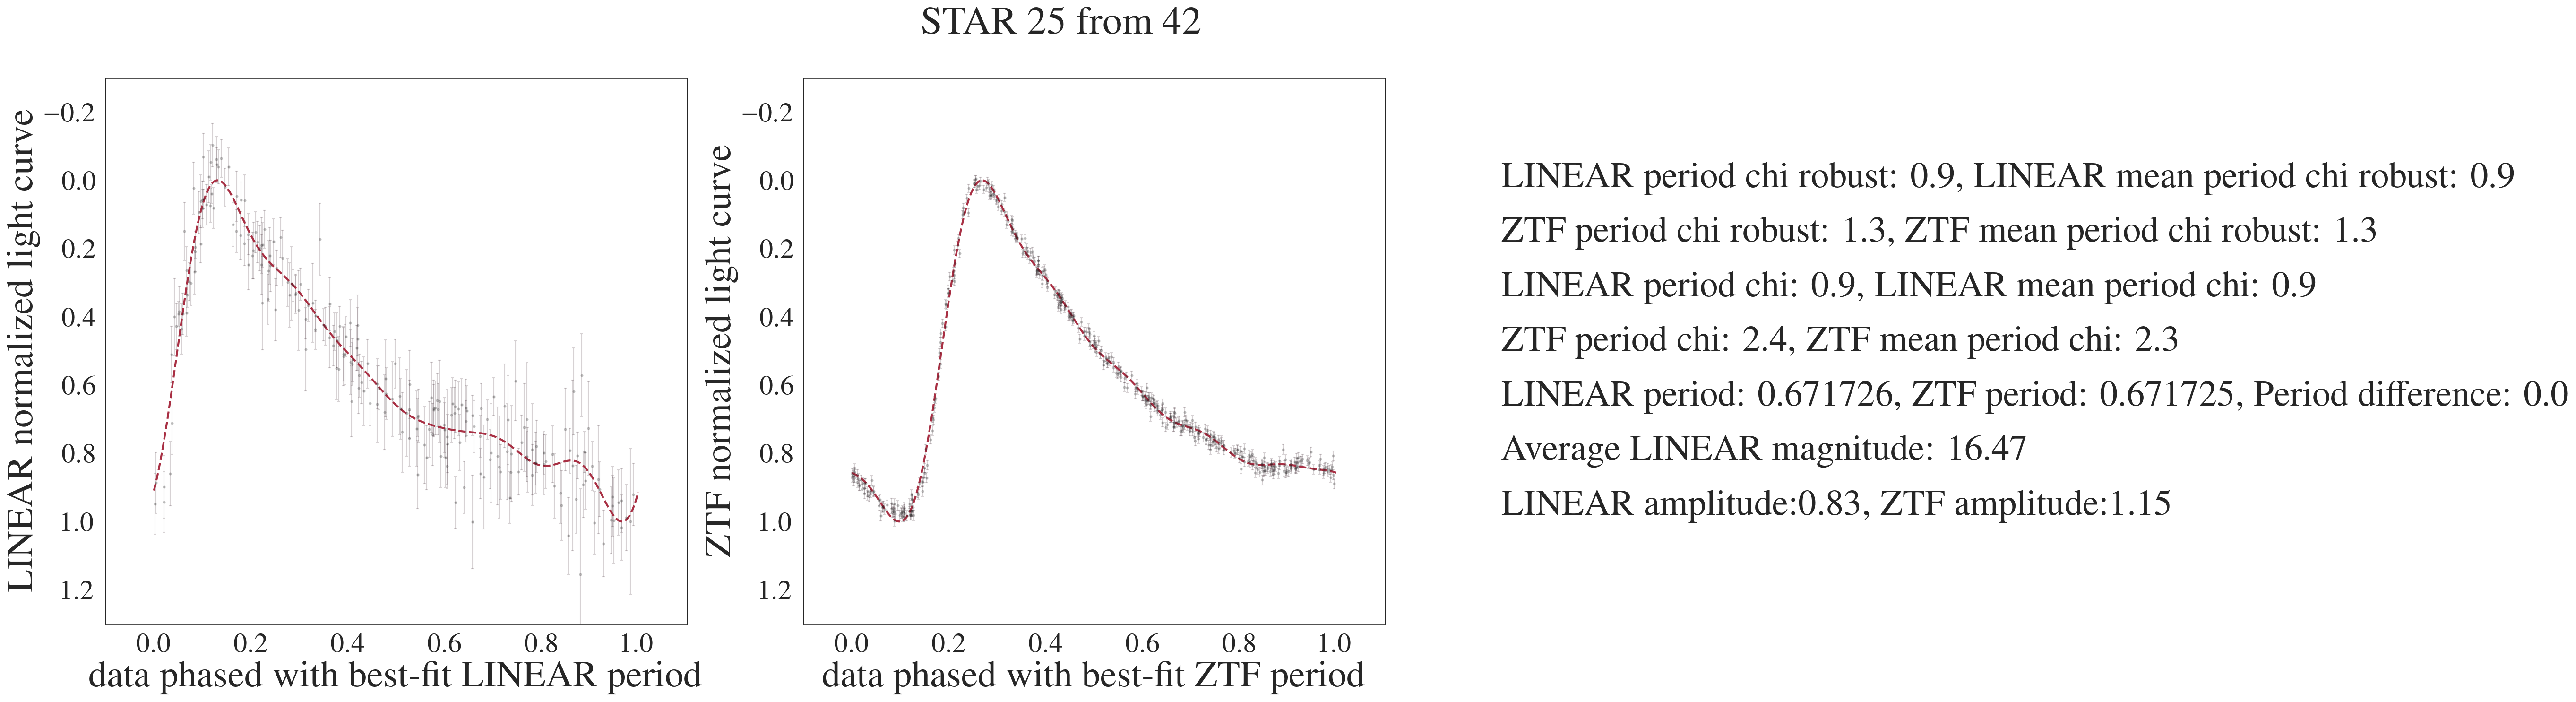 STAR 25 from 42
LINEAR normalized light curve
−0.2
0.0
0.2
0.4
0.6
0.8
1.0
1.2
0.0 0.2 0.4 0.6 0.8 1.0
data phased with best-fit LINEAR period
ZTF normalized light curve
−0.2
0.0
0.2
0.4
0.6
0.8
1.0
1.2
0.0 0.2 0.4 0.6 0.8 1.0
data phased with best-fit ZTF period
LINEAR period chi robust: 0.9, LINEAR mean period chi robust: 0.9
ZTF period chi robust: 1.3, ZTF mean period chi robust: 1.3
LINEAR period chi: 0.9, LINEAR mean period chi: 0.9
ZTF period chi: 2.4, ZTF mean period chi: 2.3
LINEAR period: 0.671726, ZTF period: 0.671725, Period difference: 0.0
Average LINEAR magnitude: 16.47
LINEAR amplitude:0.83, ZTF amplitude:1.15